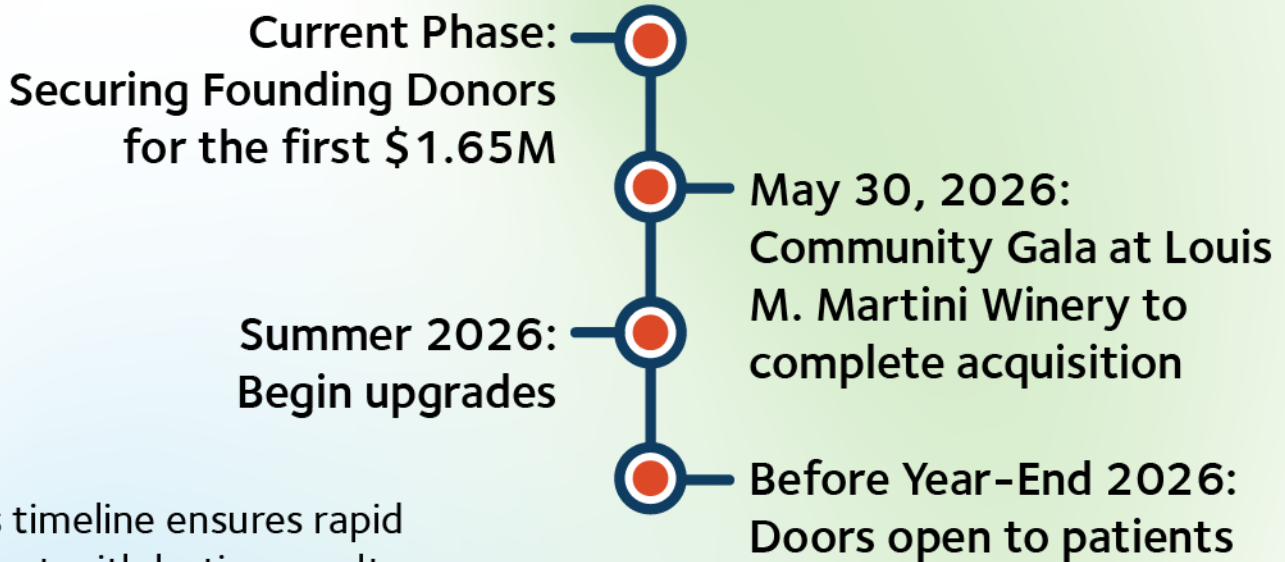 Current Phase:
Securing Founding Donors
for the first $1.65M
May 30, 2026:
Community Gala at Louis
M. Martini Winery to
complete acquisition
Summer 2026:
Begin upgrades
Before Year-End 2026:
Doors open to patients
timeline ensures rapid